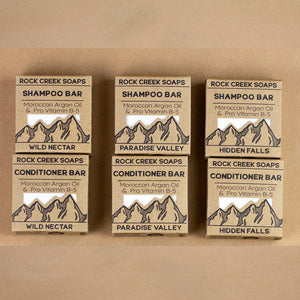 ROCK CREEK SOAPS
SHAMPOO BAR
Moroccan Argan Oil
& Pro Vitamin B-5
WILD NECTAR
ROCK CREEK SOAPS
SHAMPOO BAR
Moroccan Argan Oil
& Pro Vitamin B-5
PARADISE VALLEY
ROCK CREEK SOAPS
SHAMPOO BAR
Moroccan Argan Oil
& Pro Vitamin B-5
HIDDEN FALLS
ROCK CREEK SOAPS
CONDITIONER BAR
Moroccan Argan Oil
& Pro Vitamin B-5
WILD NECTAR
ROCK CREEK SOAPS
CONDITIONER BAR
Moroccan Argan Oil
& Pro Vitamin B-5
PARADISE VALLEY
ROCK CREEK SOAPS
CONDITIONER BAR
Moroccan Argan Oil
& Pro Vitamin B-5
HIDDEN FALLS